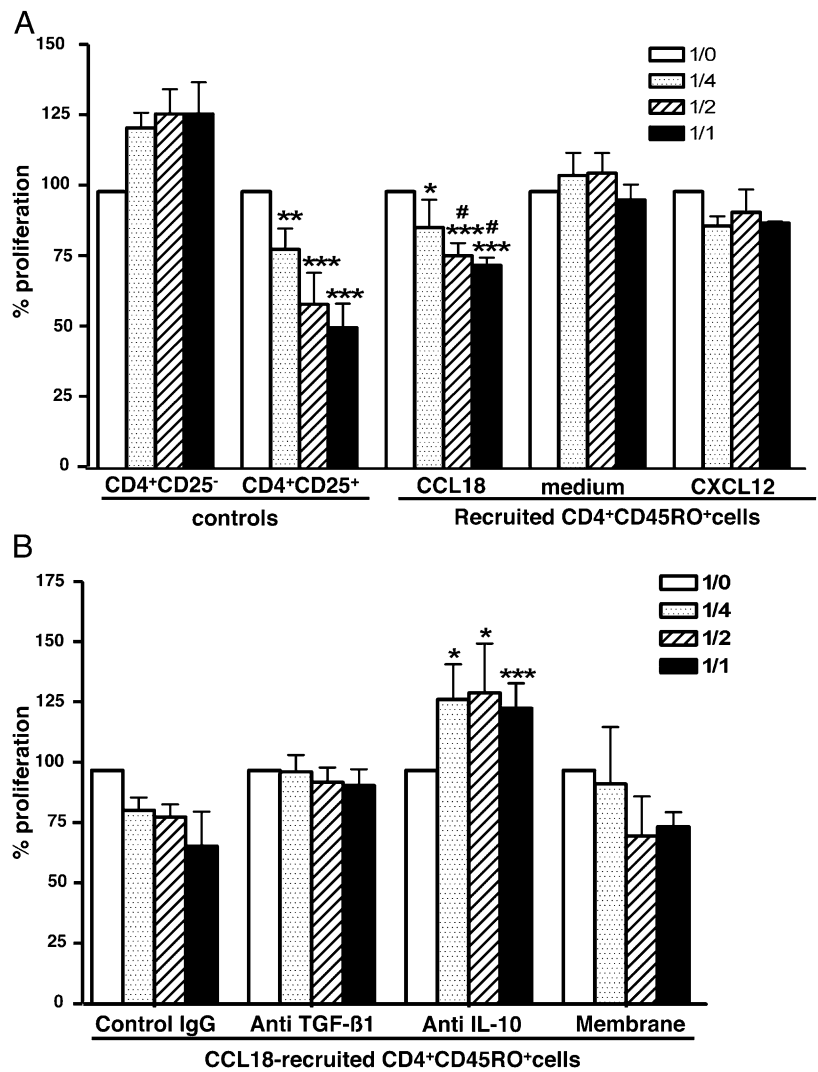 A
150
125
100
75
50
25
0
% proliferation
1/0
1/4
1/2
1/1
** *** ***
* # *** # ***
CD4⁺CD25⁻ CD4⁺CD25⁺ CCL18 medium CXCL12
controls Recruited CD4⁺CD45RO⁺cells
B
175
150
125
100
75
50
25
0
% proliferation
1/0
1/4
1/2
1/1
* * ***
Control IgG Anti TGF-ß1 Anti IL-10 Membrane
CCL18-recruited CD4⁺CD45RO⁺cells